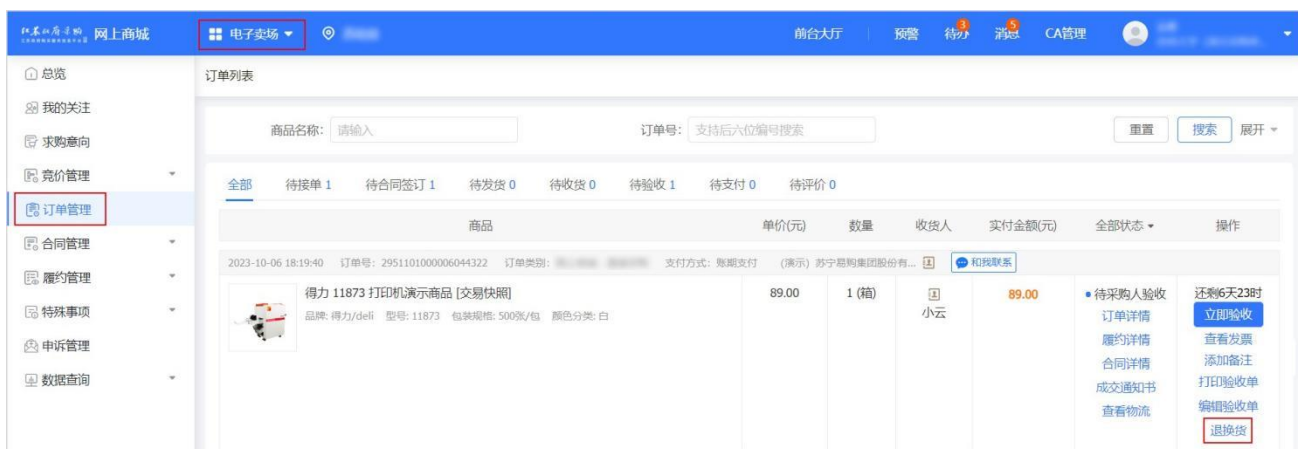 网上商城 电子卖场 前台大厅 预警 待办 3 消息 5 CA管理
总览
我的关注
求购意向
竞价管理
订单管理
合同管理
履约管理
特殊事项
申诉管理
数据查询
订单列表
商品名称： 请输入 订单号： 支持后六位编号搜索 重置 搜索 展开
全部 待接单 1 待合同签订 1 待发货 0 待收货 0 待验收 1 待支付 0 待评价 0
商品 单价(元) 数量 收货人 实付金额(元) 全部状态 操作
2023-10-06 18:19:40 订单号：2951101000006044322 订单类别： 支付方式：账期支付 （演示）苏宁易购集团股份有... 和我联系
得力 11873 打印机演示商品 [交易快照]
品牌: 得力/deli 型号: 11873 包装规格: 500张/包 颜色分类: 白
89.00 1 (箱) 小云 89.00
待采购人验收
订单详情
履约详情
合同详情
成交通知书
查看物流
还剩6天23时
立即验收
查看发票
添加备注
打印验收单
编辑验收单
退换货